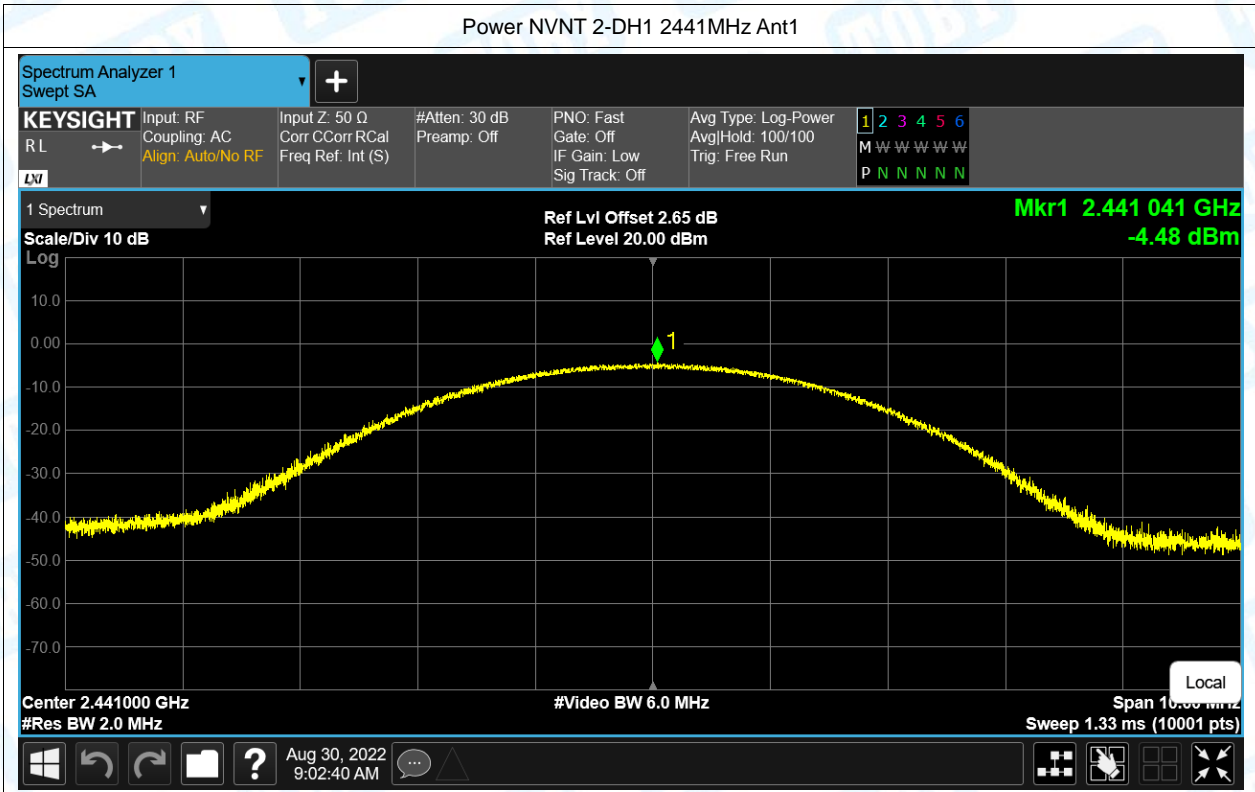 Power NVNT 2-DH1 2441MHz Ant1
Spectrum Analyzer 1
Swept SA
KEYSIGHT
R L
LXI
Input: RF
Coupling: AC
Align: Auto/No RF
Input Z: 50 Ω
Corr CCorr RCal
Freq Ref: Int (S)
#Atten: 30 dB
Preamp: Off
PNO: Fast
Gate: Off
IF Gain: Low
Sig Track: Off
Avg Type: Log-Power
Avg|Hold: 100/100
Trig: Free Run
1 2 3 4 5 6
M W W W W W
P N N N N N
1 Spectrum
Scale/Div 10 dB
Ref Lvl Offset 2.65 dB
Ref Level 20.00 dBm
Mkr1 2.441 041 GHz
-4.48 dBm
Log
10.0
0.00
-10.0
-20.0
-30.0
-40.0
-50.0
-60.0
-70.0
1
Local
Center 2.441000 GHz
#Res BW 2.0 MHz
#Video BW 6.0 MHz
Span 10.00 MHz
Sweep 1.33 ms (10001 pts)
?
Aug 30, 2022
9:02:40 AM